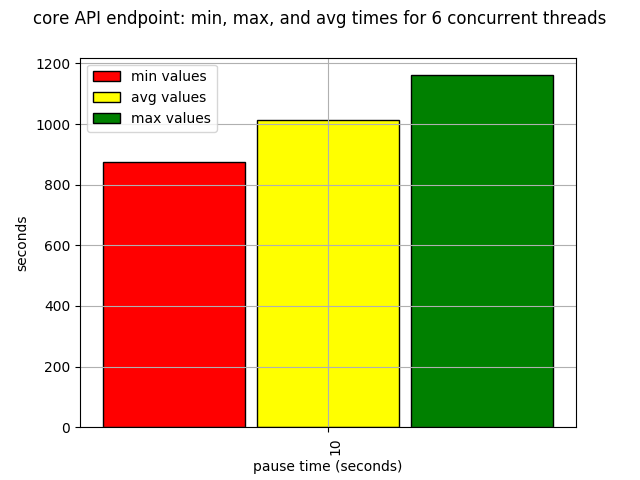 core API endpoint: min, max, and avg times for 6 concurrent threads
1200
1000
800
600
400
200
0
seconds
min values
avg values
max values
10
pause time (seconds)